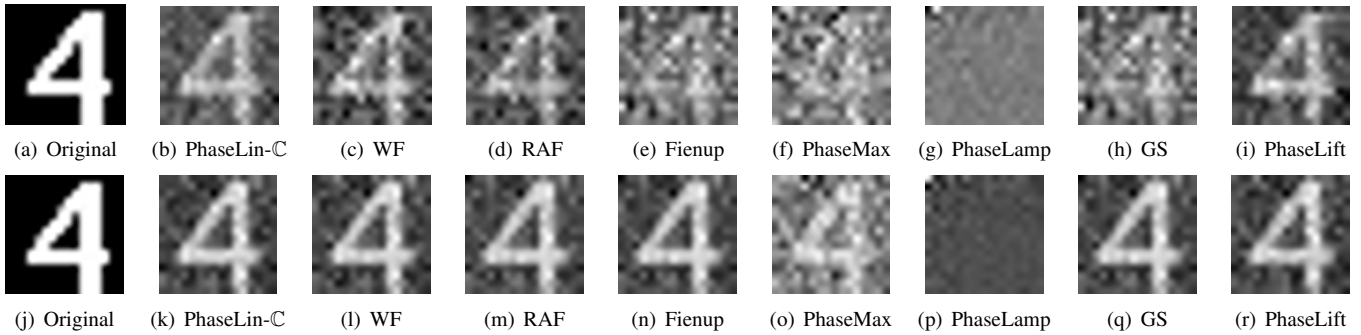 (a) Original (b) PhaseLin-ℂ (c) WF (d) RAF (e) Fienup (f) PhaseMax (g) PhaseLamp (h) GS (i) PhaseLift
(j) Original (k) PhaseLin-ℂ (l) WF (m) RAF (n) Fienup (o) PhaseMax (p) PhaseLamp (q) GS (r) PhaseLift